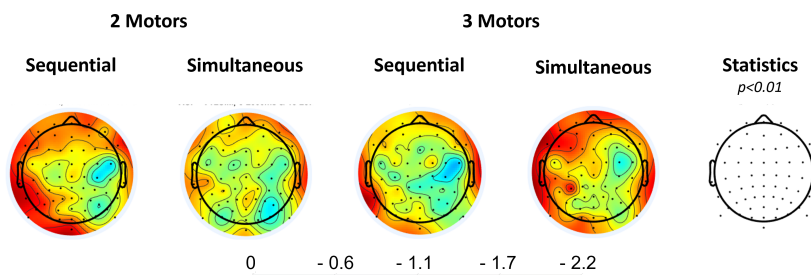 2 Motors
3 Motors
Sequential
Simultaneous
Sequential
Simultaneous
Statistics
p<0.01
0
- 0.6
- 1.1
- 1.7
- 2.2